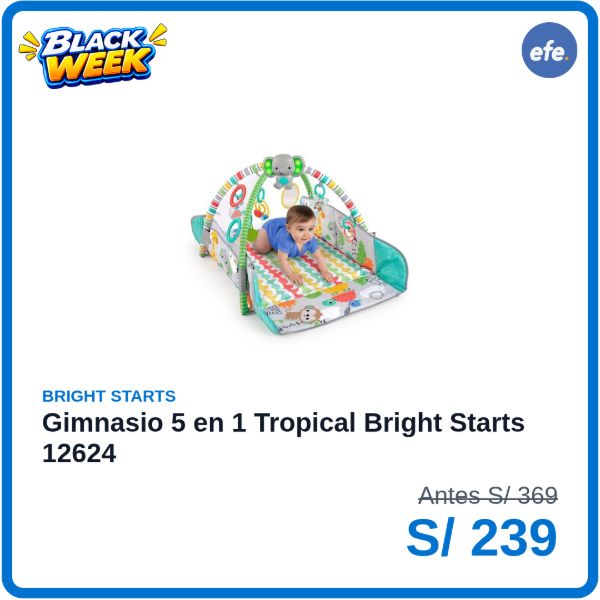 BLACK
WEEK
efe.
BRIGHT STARTS
Gimnasio 5 en 1 Tropical Bright Starts
12624
Antes S/ 369
S/ 239